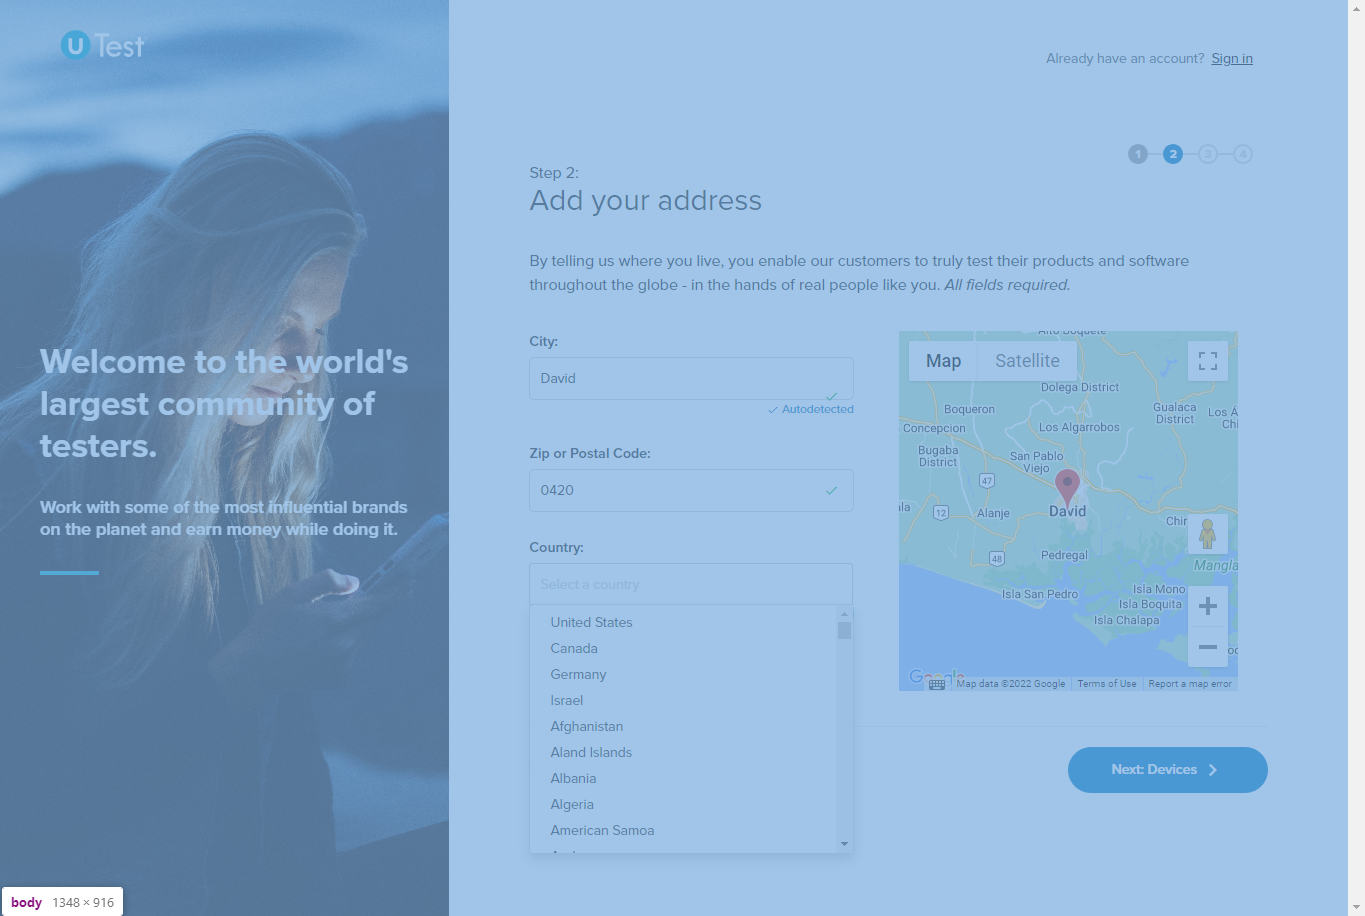 U Test
Already have an account? Sign in
1 2 3 4
Step 2:
Add your address
By telling us where you live, you enable our customers to truly test their products and software
throughout the globe - in the hands of real people like you. All fields required.
Welcome to the world's
largest community of
testers.
Work with some of the most influential brands
on the planet and earn money while doing it.
City:
David
Autodetected
Zip or Postal Code:
0420
Country:
Select a country
United States
Canada
Germany
Israel
Afghanistan
Aland Islands
Albania
Algeria
American Samoa
Map Satellite
Alto Boquete
Dolega District
Boqueron
Gualaca
District
Los Algarrobos
Concepcion
Bugaba
District
San Pablo
Viejo
47
12
Alanje
David
48
Pedregal
Isla San Pedro
Isla Mono
Isla Boquita
Isla Chalapa
Google
Map data ©2022 Google
Terms of Use
Report a map error
Next: Devices
body 1348 × 916